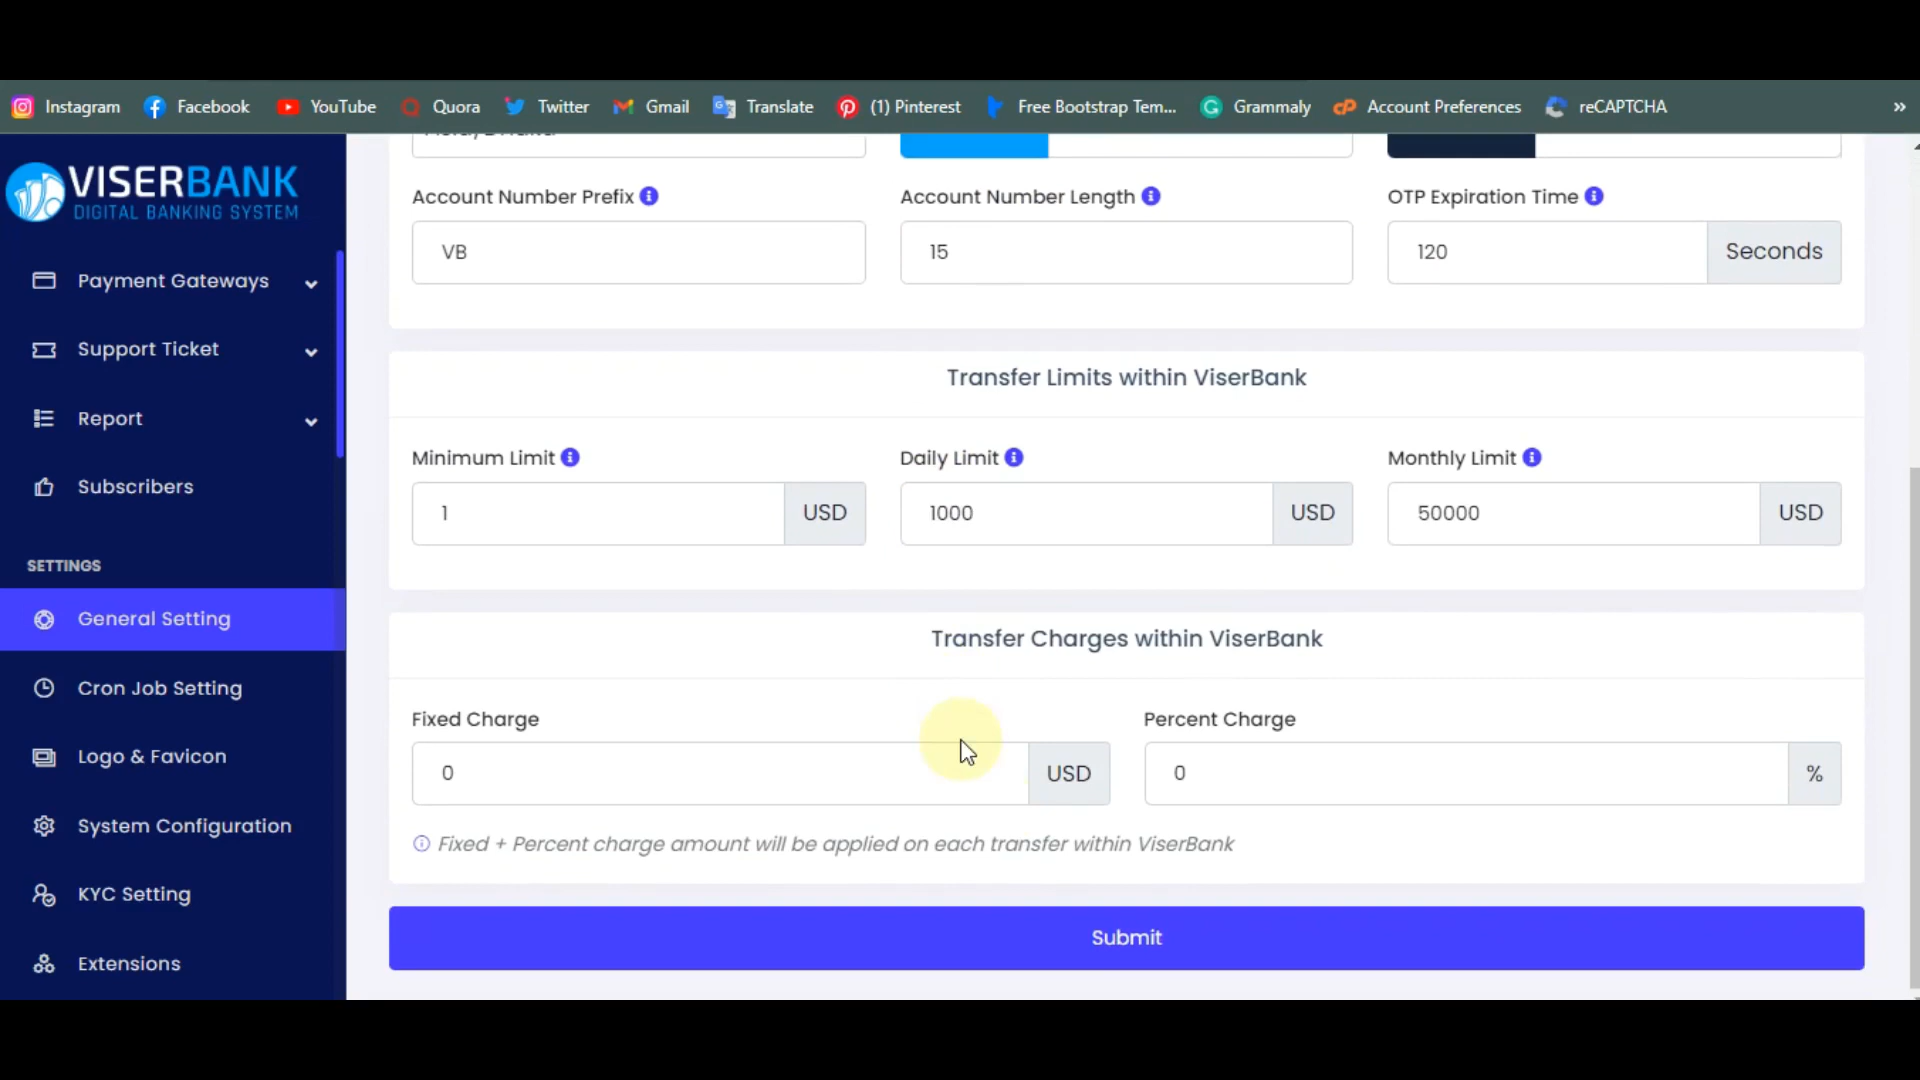 Instagram Facebook YouTube Quora Twitter Gmail Translate (1) Pinterest Free Bootstrap Tem... Grammaly Account Preferences reCAPTCHA »
VISERBANK
DIGITAL BANKING SYSTEM
Payment Gateways
Support Ticket
Report
Subscribers
SETTINGS
General Setting
Cron Job Setting
Logo & Favicon
System Configuration
KYC Setting
Extensions
Account Number Prefix Account Number Length OTP Expiration Time
VB 15 120 Seconds
Transfer Limits within ViserBank
Minimum Limit Daily Limit Monthly Limit
1 USD 1000 USD 50000 USD
Transfer Charges within ViserBank
Fixed Charge Percent Charge
0 USD 0 %
Fixed + Percent charge amount will be applied on each transfer within ViserBank
Submit